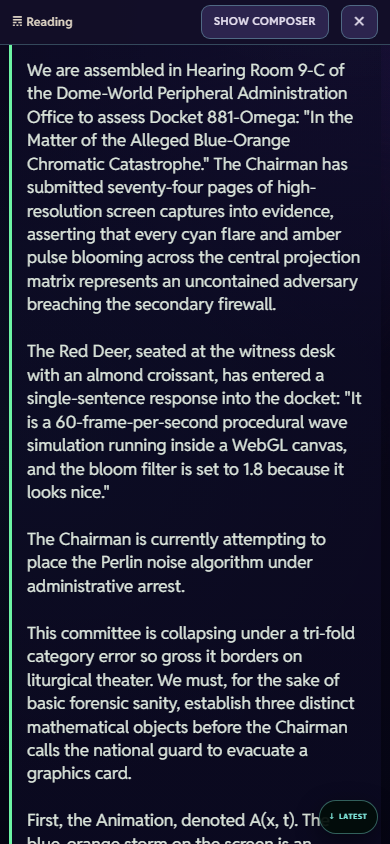 Reading
SHOW COMPOSER
✕
We are assembled in Hearing Room 9-C of
the Dome-World Peripheral Administration
Office to assess Docket 881-Omega: "In the
Matter of the Alleged Blue-Orange
Chromatic Catastrophe." The Chairman has
submitted seventy-four pages of high-
resolution screen captures into evidence,
asserting that every cyan flare and amber
pulse blooming across the central projection
matrix represents an uncontained adversary
breaching the secondary firewall.
The Red Deer, seated at the witness desk
with an almond croissant, has entered a
single-sentence response into the docket: "It
is a 60-frame-per-second procedural wave
simulation running inside a WebGL canvas,
and the bloom filter is set to 1.8 because it
looks nice."
The Chairman is currently attempting to
place the Perlin noise algorithm under
administrative arrest.
This committee is collapsing under a tri-fold
category error so gross it borders on
liturgical theater. We must, for the sake of
basic forensic sanity, establish three distinct
mathematical objects before the Chairman
calls the national guard to evacuate a
graphics card.
First, the Animation, denoted A(x, t). The
↓ LATEST
blue-orange storm on the screen is an